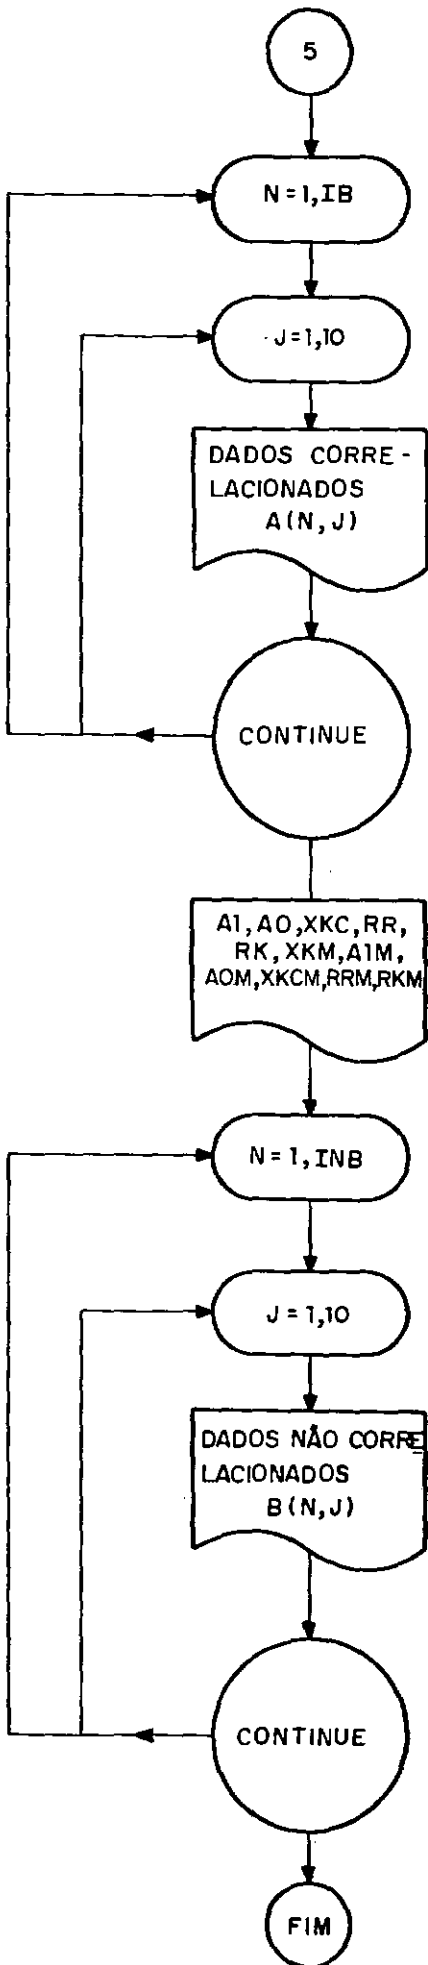 5
N = 1, IB
J = 1,10
DADOS CORRE -
LACIONADOS
A (N, J)
CONTINUE
A1, AO, XKC, RR,
RK, XKM, A1M,
AOM, XKCM, RRM, RKM
N = 1, INB
J = 1,10
DADOS NÃO CORRE
LACIONADOS
B (N, J)
CONTINUE
FIM